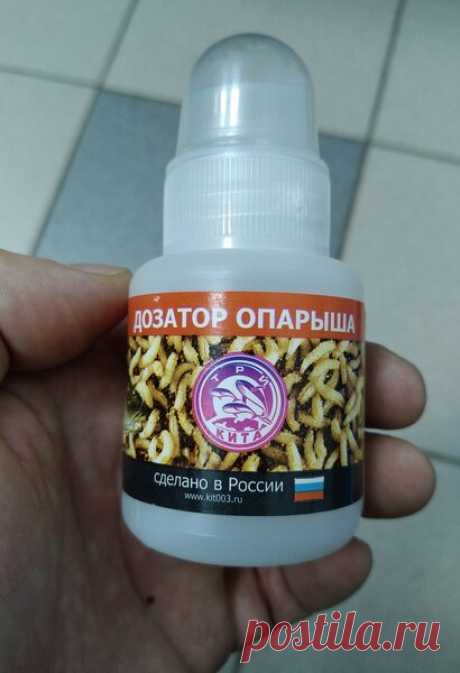 ДОЗАТОР ОПАРЫША
ТРИ
КИТА
сделано в России
www.kit003.ru
postila.ru